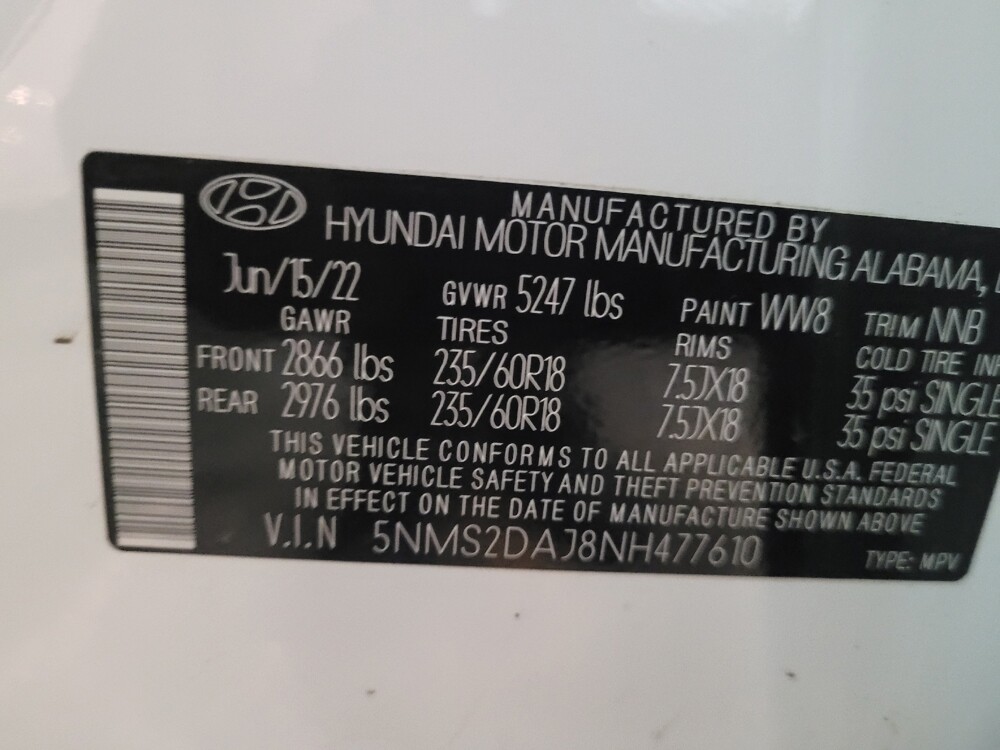 MANUFACTURED BY
HYUNDAI MOTOR MANUFACTURING ALABAMA,
Jun/15/22 GVWR 5247 lbs PAINT WW8 TRIM NNB
GAWR TIRES RIMS COLD TIRE
FRONT 2866 lbs 235/60R18 7.5JX18 35 psi SINGLE
REAR 2976 lbs 235/60R18 7.5JX18 35 psi SINGLE
THIS VEHICLE CONFORMS TO ALL APPLICABLE U.S.A. FEDERAL
MOTOR VEHICLE SAFETY AND THEFT PREVENTION STANDARDS
IN EFFECT ON THE DATE OF MANUFACTURE SHOWN ABOVE
V.I.N 5NMS2DAJ8NH477610 TYPE: MPV